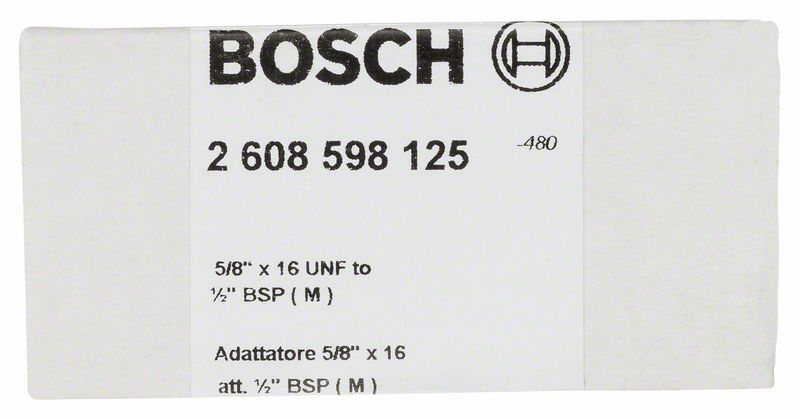 BOSCH
2 608 598 125 -480
5/8" x 16 UNF to
½" BSP ( M )
Adattatore 5/8" x 16
att. ½" BSP ( M )